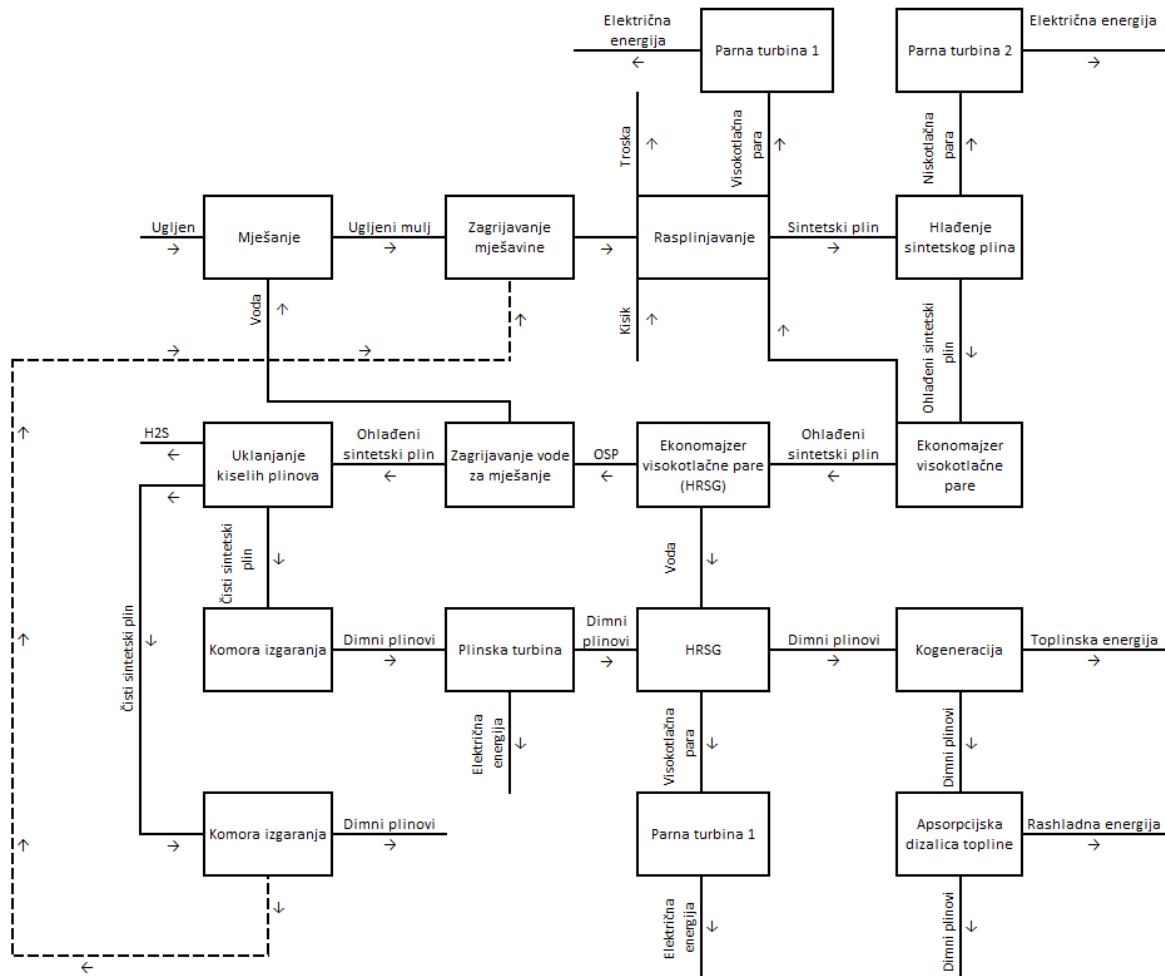 Električna
energija
←
Parna turbina 1
Parna turbina 2
Električna energija
→
Troska
↑
Visokotlačna
para
↑
Niskotlačna
para
↑
Ugljen
→
Mješanje
Ugljeni mulj
→
Zagrijavanje
mješavine
→
Rasplinjavanje
Sintetski plin
→
Hlađenje
sintetskog plina
Voda
↑
↑
Kisik
↑
↑
Ohlađeni sintetski
plin
↓
→
→
↑
H2S
←
Uklanjanje
kiselih plinova
←
Ohlađeni
sintetski plin
←
Zagrijavanje vode
za mješanje
OSP
←
Ekonomajzer
visokotlačne pare
(HRSG)
Ohlađeni
sintetski plin
←
Ekonomajzer
visokotlačne
pare
Čisti sintetski
plin
↓
Voda
↓
↑
Čisti sintetski plin
↓
Komora izgaranja
Dimni plinovi
→
Plinska turbina
Dimni
plinovi
→
HRSG
Dimni plinovi
→
Kogeneracija
Toplinska energija
→
Električna
energija
↓
Visokotlačna
para
↓
Dimni plinovi
↓
↑
→
Komora izgaranja
Dimni plinovi
→
Parna turbina 1
Apsorpcijska
dizalica topline
Rashladna energija
→
↓
←
Električna
energija
↓
Dimni plinovi
↓